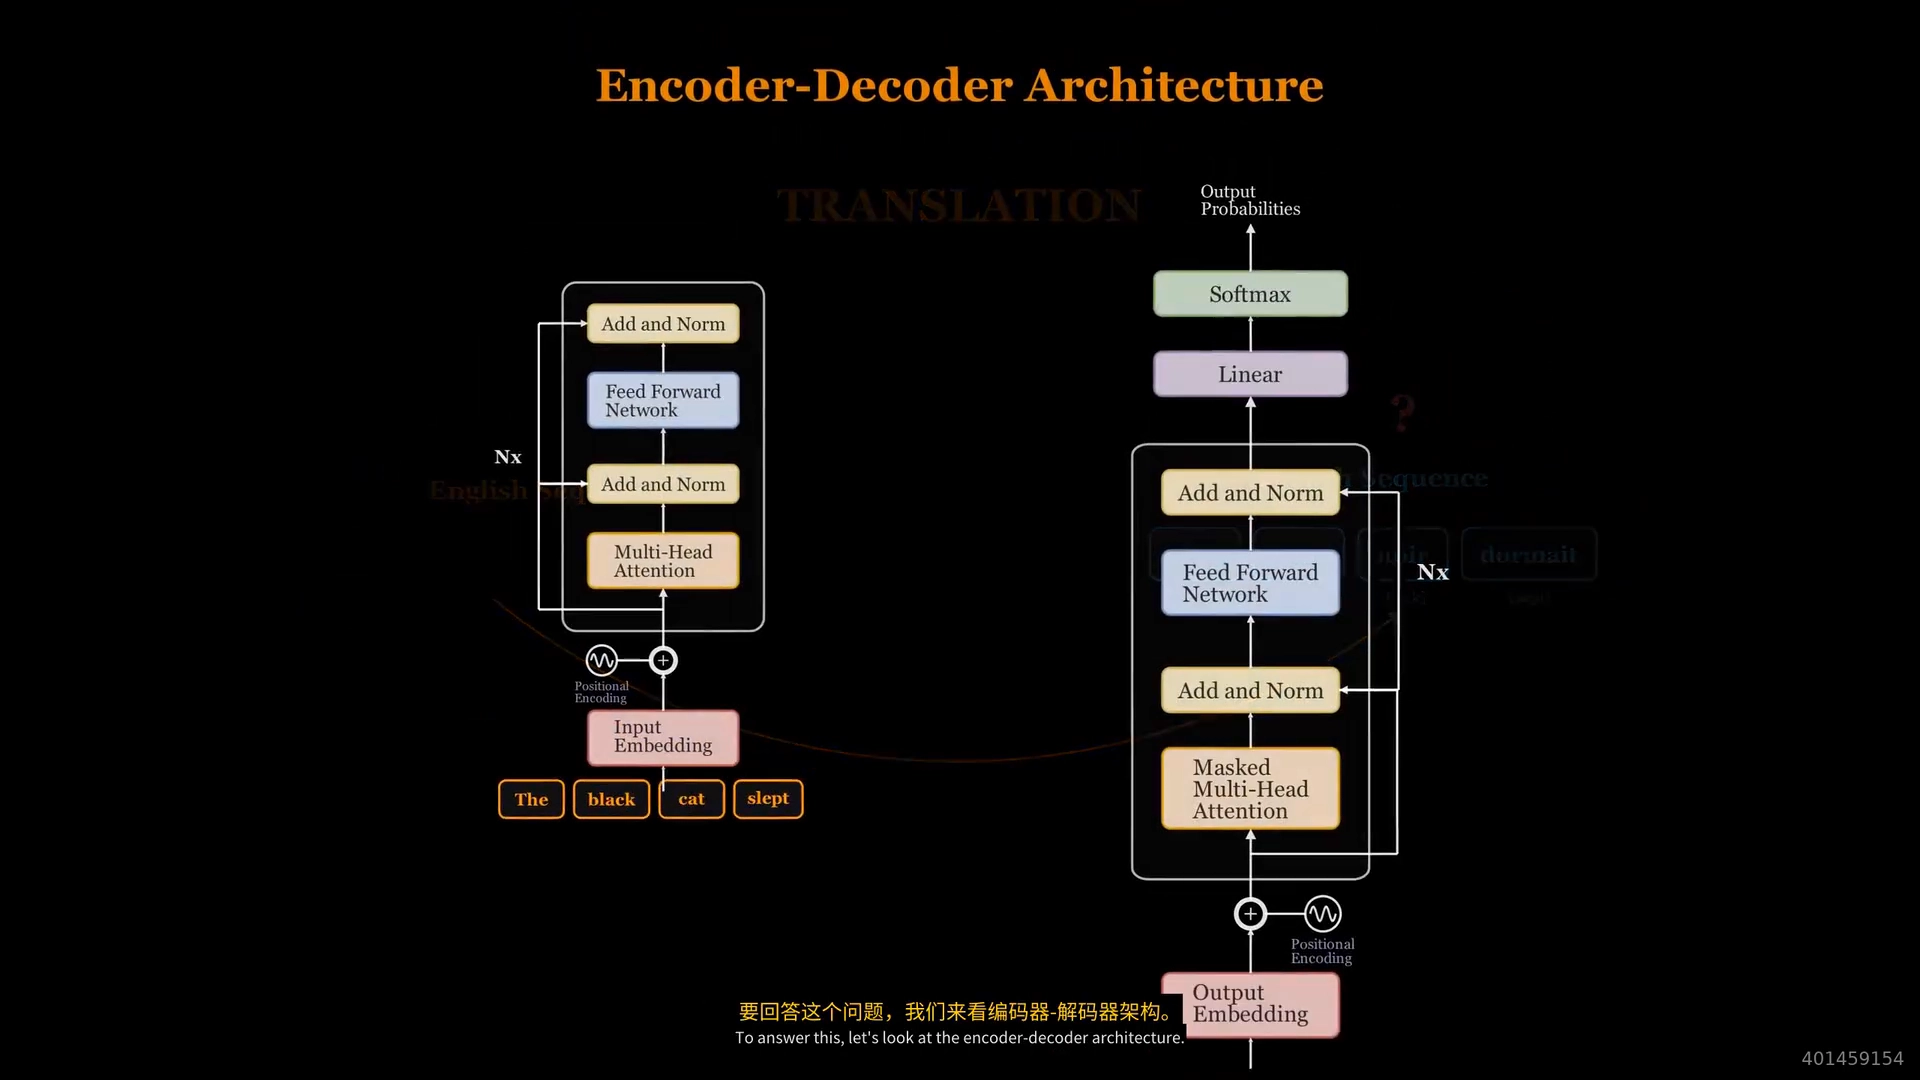 Encoder-Decoder Architecture
TRANSLATION
Output
Probabilities
Softmax
Linear
Add and Norm
Feed Forward
Network
Nx
Add and Norm
Multi-Head
Attention
Positional
Encoding
Input
Embedding
The
black
cat
slept
English Seq
?
Sequence
dormait
Add and Norm
Feed Forward
Network
Nx
Add and Norm
Masked
Multi-Head
Attention
Positional
Encoding
Output
Embedding
要回答这个问题，我们来看编码器-解码器架构。
To answer this, let's look at the encoder-decoder architecture.
401459154